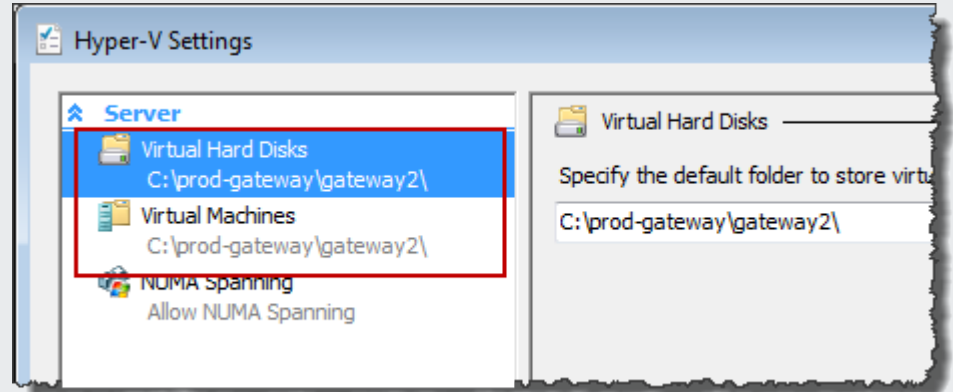 Hyper-V Settings
Server
Virtual Hard Disks
C:\prod-gateway\gateway2\
Virtual Machines
C:\prod-gateway\gateway2\
NUMA Spanning
Allow NUMA Spanning
Virtual Hard Disks
Specify the default folder to store
C:\prod-gateway\gateway2\